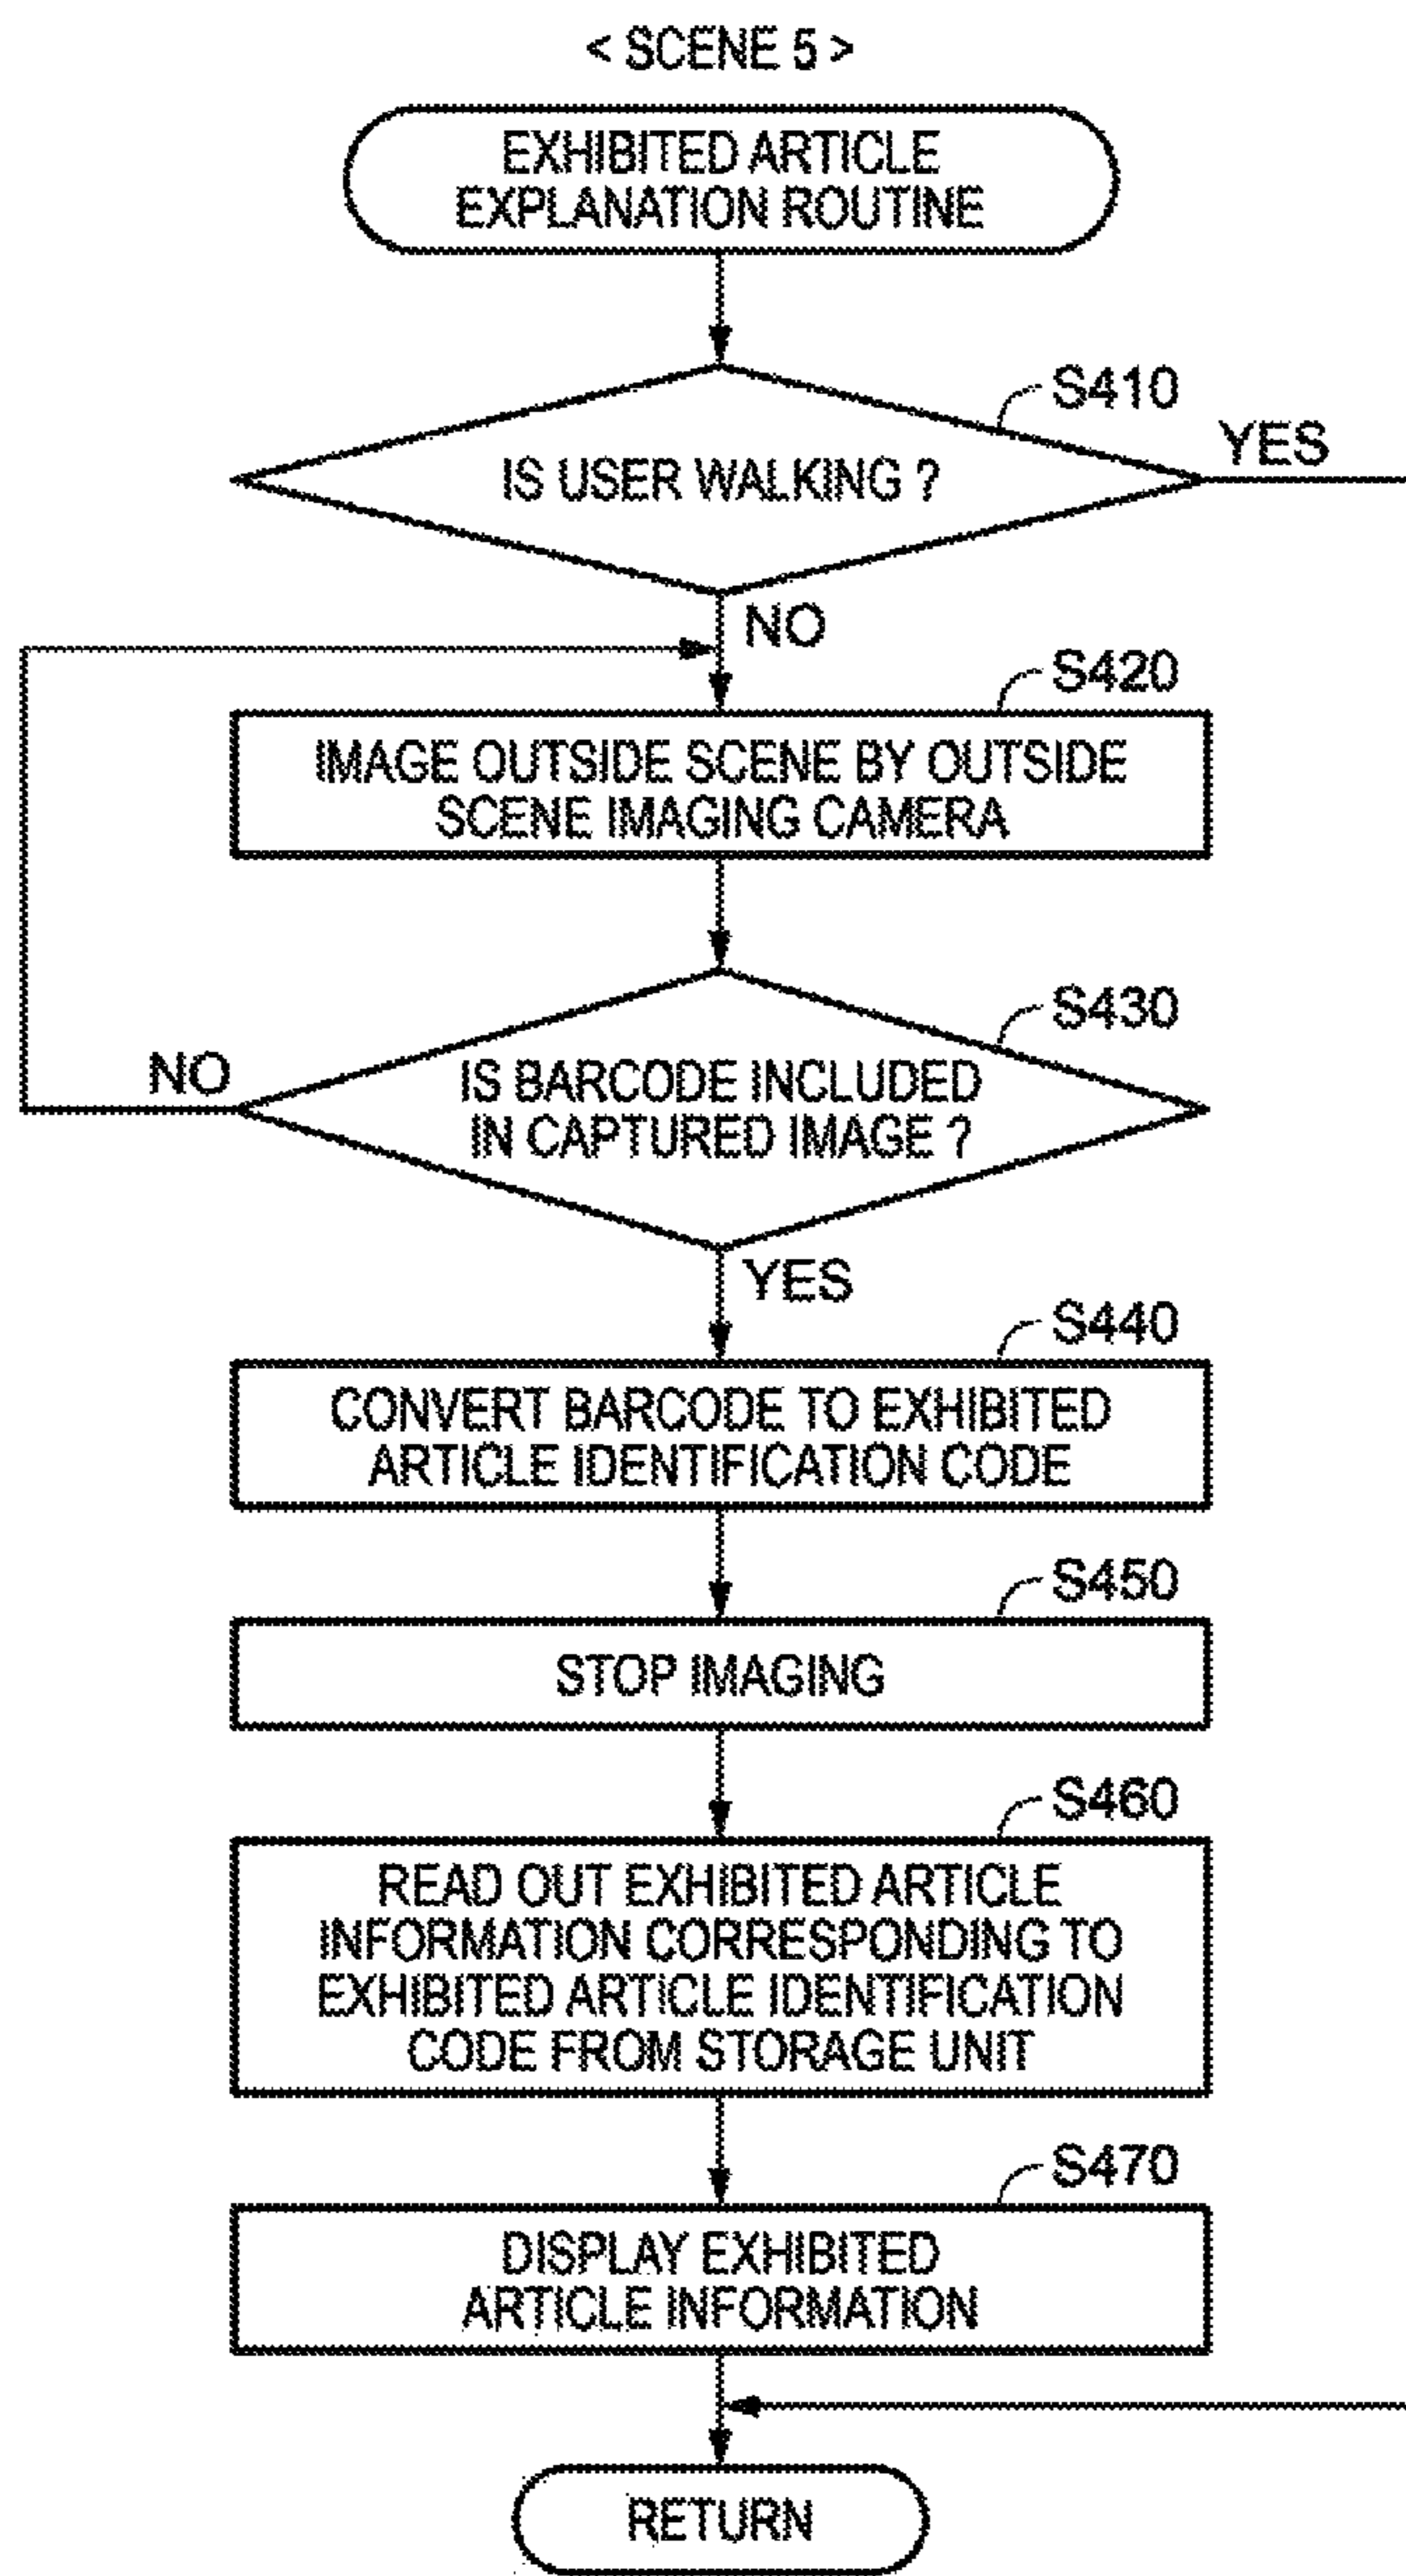 < SCENE 5 >
EXHIBITED ARTICLE
EXPLANATION ROUTINE
S410
YES
IS USER WALKING ?
NO
S420
IMAGE OUTSIDE SCENE BY OUTSIDE
SCENE IMAGING CAMERA
S430
NO
IS BARCODE INCLUDED
IN CAPTURED IMAGE ?
YES
S440
CONVERT BARCODE TO EXHIBITED
ARTICLE IDENTIFICATION CODE
S450
STOP IMAGING
S460
READ OUT EXHIBITED ARTICLE
INFORMATION CORRESPONDING TO
EXHIBITED ARTICLE IDENTIFICATION
CODE FROM STORAGE UNIT
S470
DISPLAY EXHIBITED
ARTICLE INFORMATION
RETURN